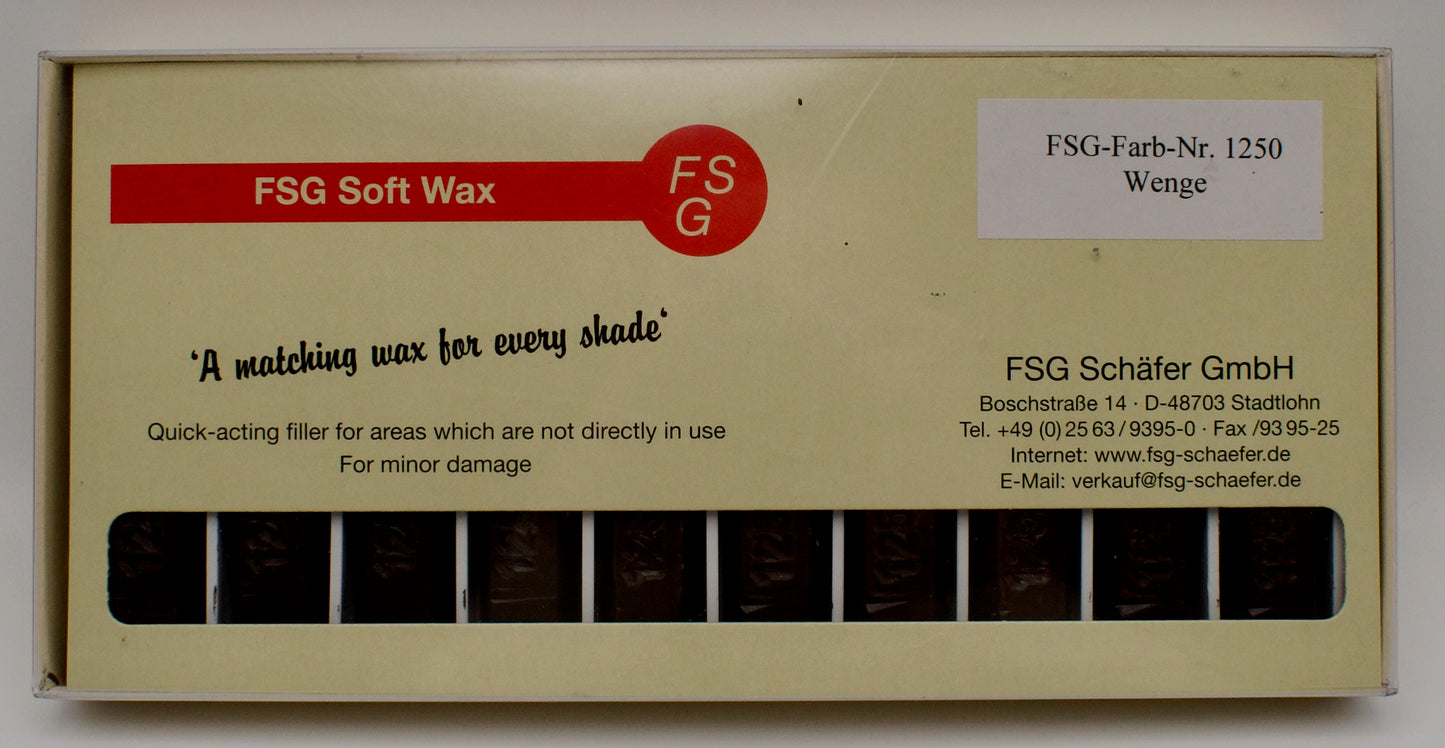 FSG Soft Wax
FS
G
FSG-Farb-Nr. 1250
Wenge
‘A matching wax for every shade‘
Quick-acting filler for areas which are not directly in use
For minor damage
FSG Schäfer GmbH
Boschstraße 14 · D-48703 Stadtlohn
Tel. +49 (0) 25 63 / 9395-0 · Fax /93 95-25
Internet: www.fsg-schaefer.de
E-Mail: verkauf@fsg-schaefer.de